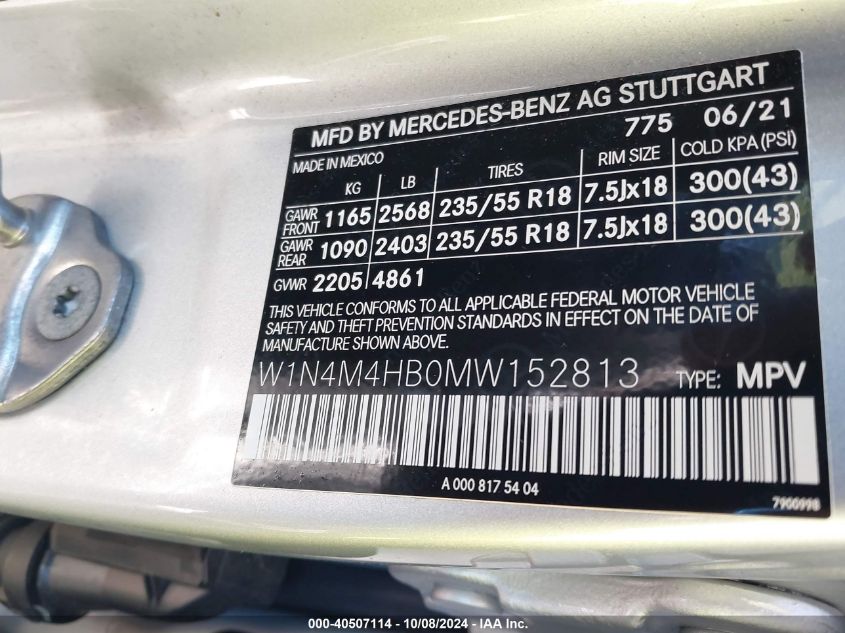 MFD BY MERCEDES-BENZ AG STUTTGART
MADE IN MEXICO 775 06/21
KG LB TIRES RIM SIZE COLD KPA (PSI)
GAWR FRONT 1165 2568 235/55 R18 7.5Jx18 300(43)
GAWR REAR 1090 2403 235/55 R18 7.5Jx18 300(43)
GVWR 2205 4861
THIS VEHICLE CONFORMS TO ALL APPLICABLE FEDERAL MOTOR VEHICLE
SAFETY AND THEFT PREVENTION STANDARDS IN EFFECT ON THE DATE OF
MANUFACTURE SHOWN ABOVE.
W1N4M4HB0MW152813 TYPE: MPV
A 000 817 54 04
7900998
000-40507114 - 10/08/2024 - IAA Inc.